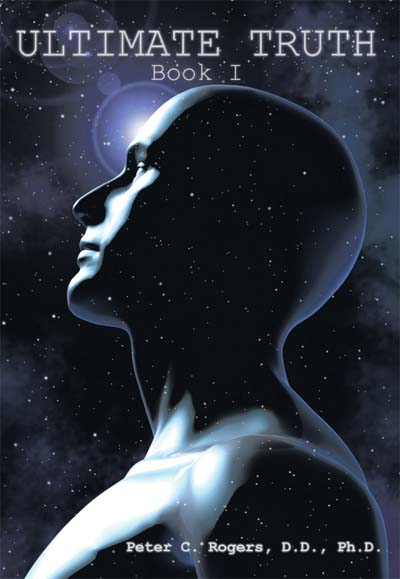 ULTIMATE TRUTH
Book I
Peter C. Rogers, D.D., Ph.D.